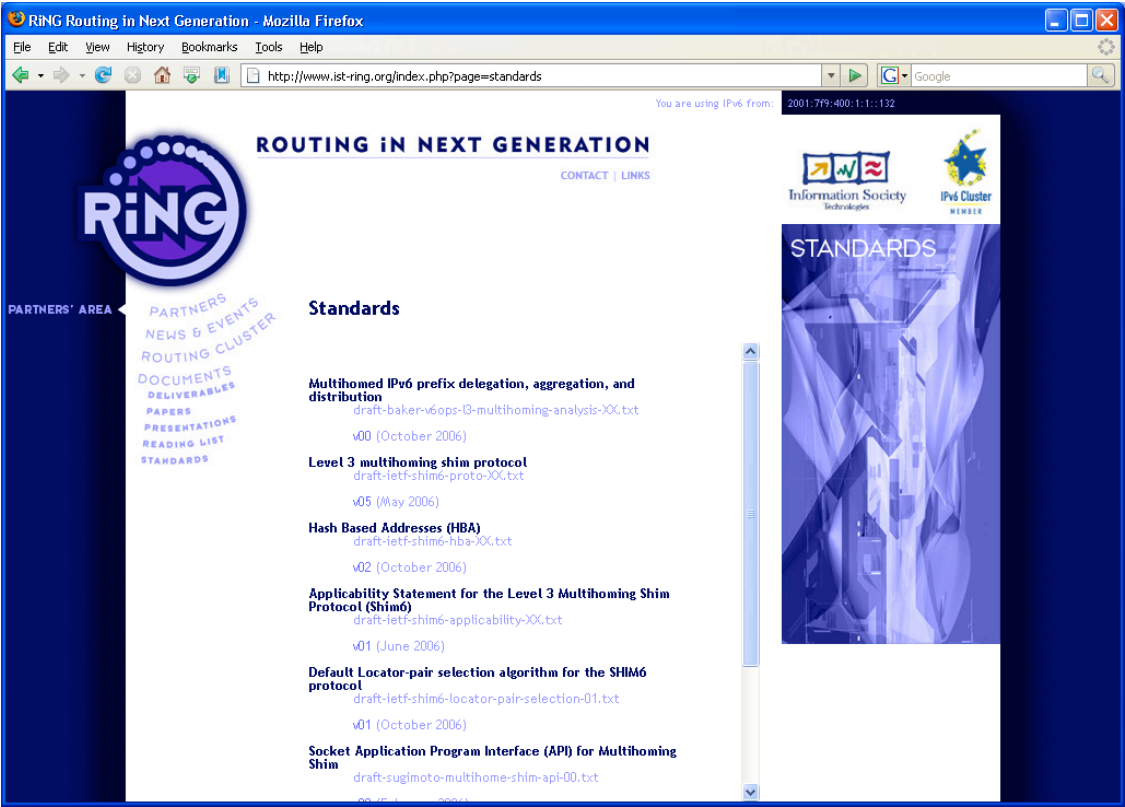 RiNG Routing in Next Generation - Mozilla Firefox
File Edit View History Bookmarks Tools Help
http://www.ist-ring.org/index.php?page=standards
G Google
You are using IPv6 from: 2001:7f9:400:1:1::132
ROUTING iN NEXT GENERATION
CONTACT | LINKS
RiNG
Information Society
Technologies
IPv6 Cluster
MEMBER
STANDARDS
PARTNERS' AREA
PARTNERS
NEWS & EVENTS
ROUTING CLUSTER
DOCUMENTS
DELIVERABLES
PAPERS
PRESENTATIONS
READING LIST
STANDARDS
Standards
Multihomed IPv6 prefix delegation, aggregation, and
distribution
draft-baker-v6ops-l3-multihoming-analysis-XX.txt
v00 (October 2006)
Level 3 multihoming shim protocol
draft-ietf-shim6-proto-XX.txt
v05 (May 2006)
Hash Based Addresses (HBA)
draft-ietf-shim6-hba-XX.txt
v02 (October 2006)
Applicability Statement for the Level 3 Multihoming Shim
Protocol (Shim6)
draft-ietf-shim6-applicability-XX.txt
v01 (June 2006)
Default Locator-pair selection algorithm for the SHIM6
protocol
draft-ietf-shim6-locator-pair-selection-01.txt
v01 (October 2006)
Socket Application Program Interface (API) for Multihoming
Shim
draft-sugimoto-multihome-shim-api-00.txt